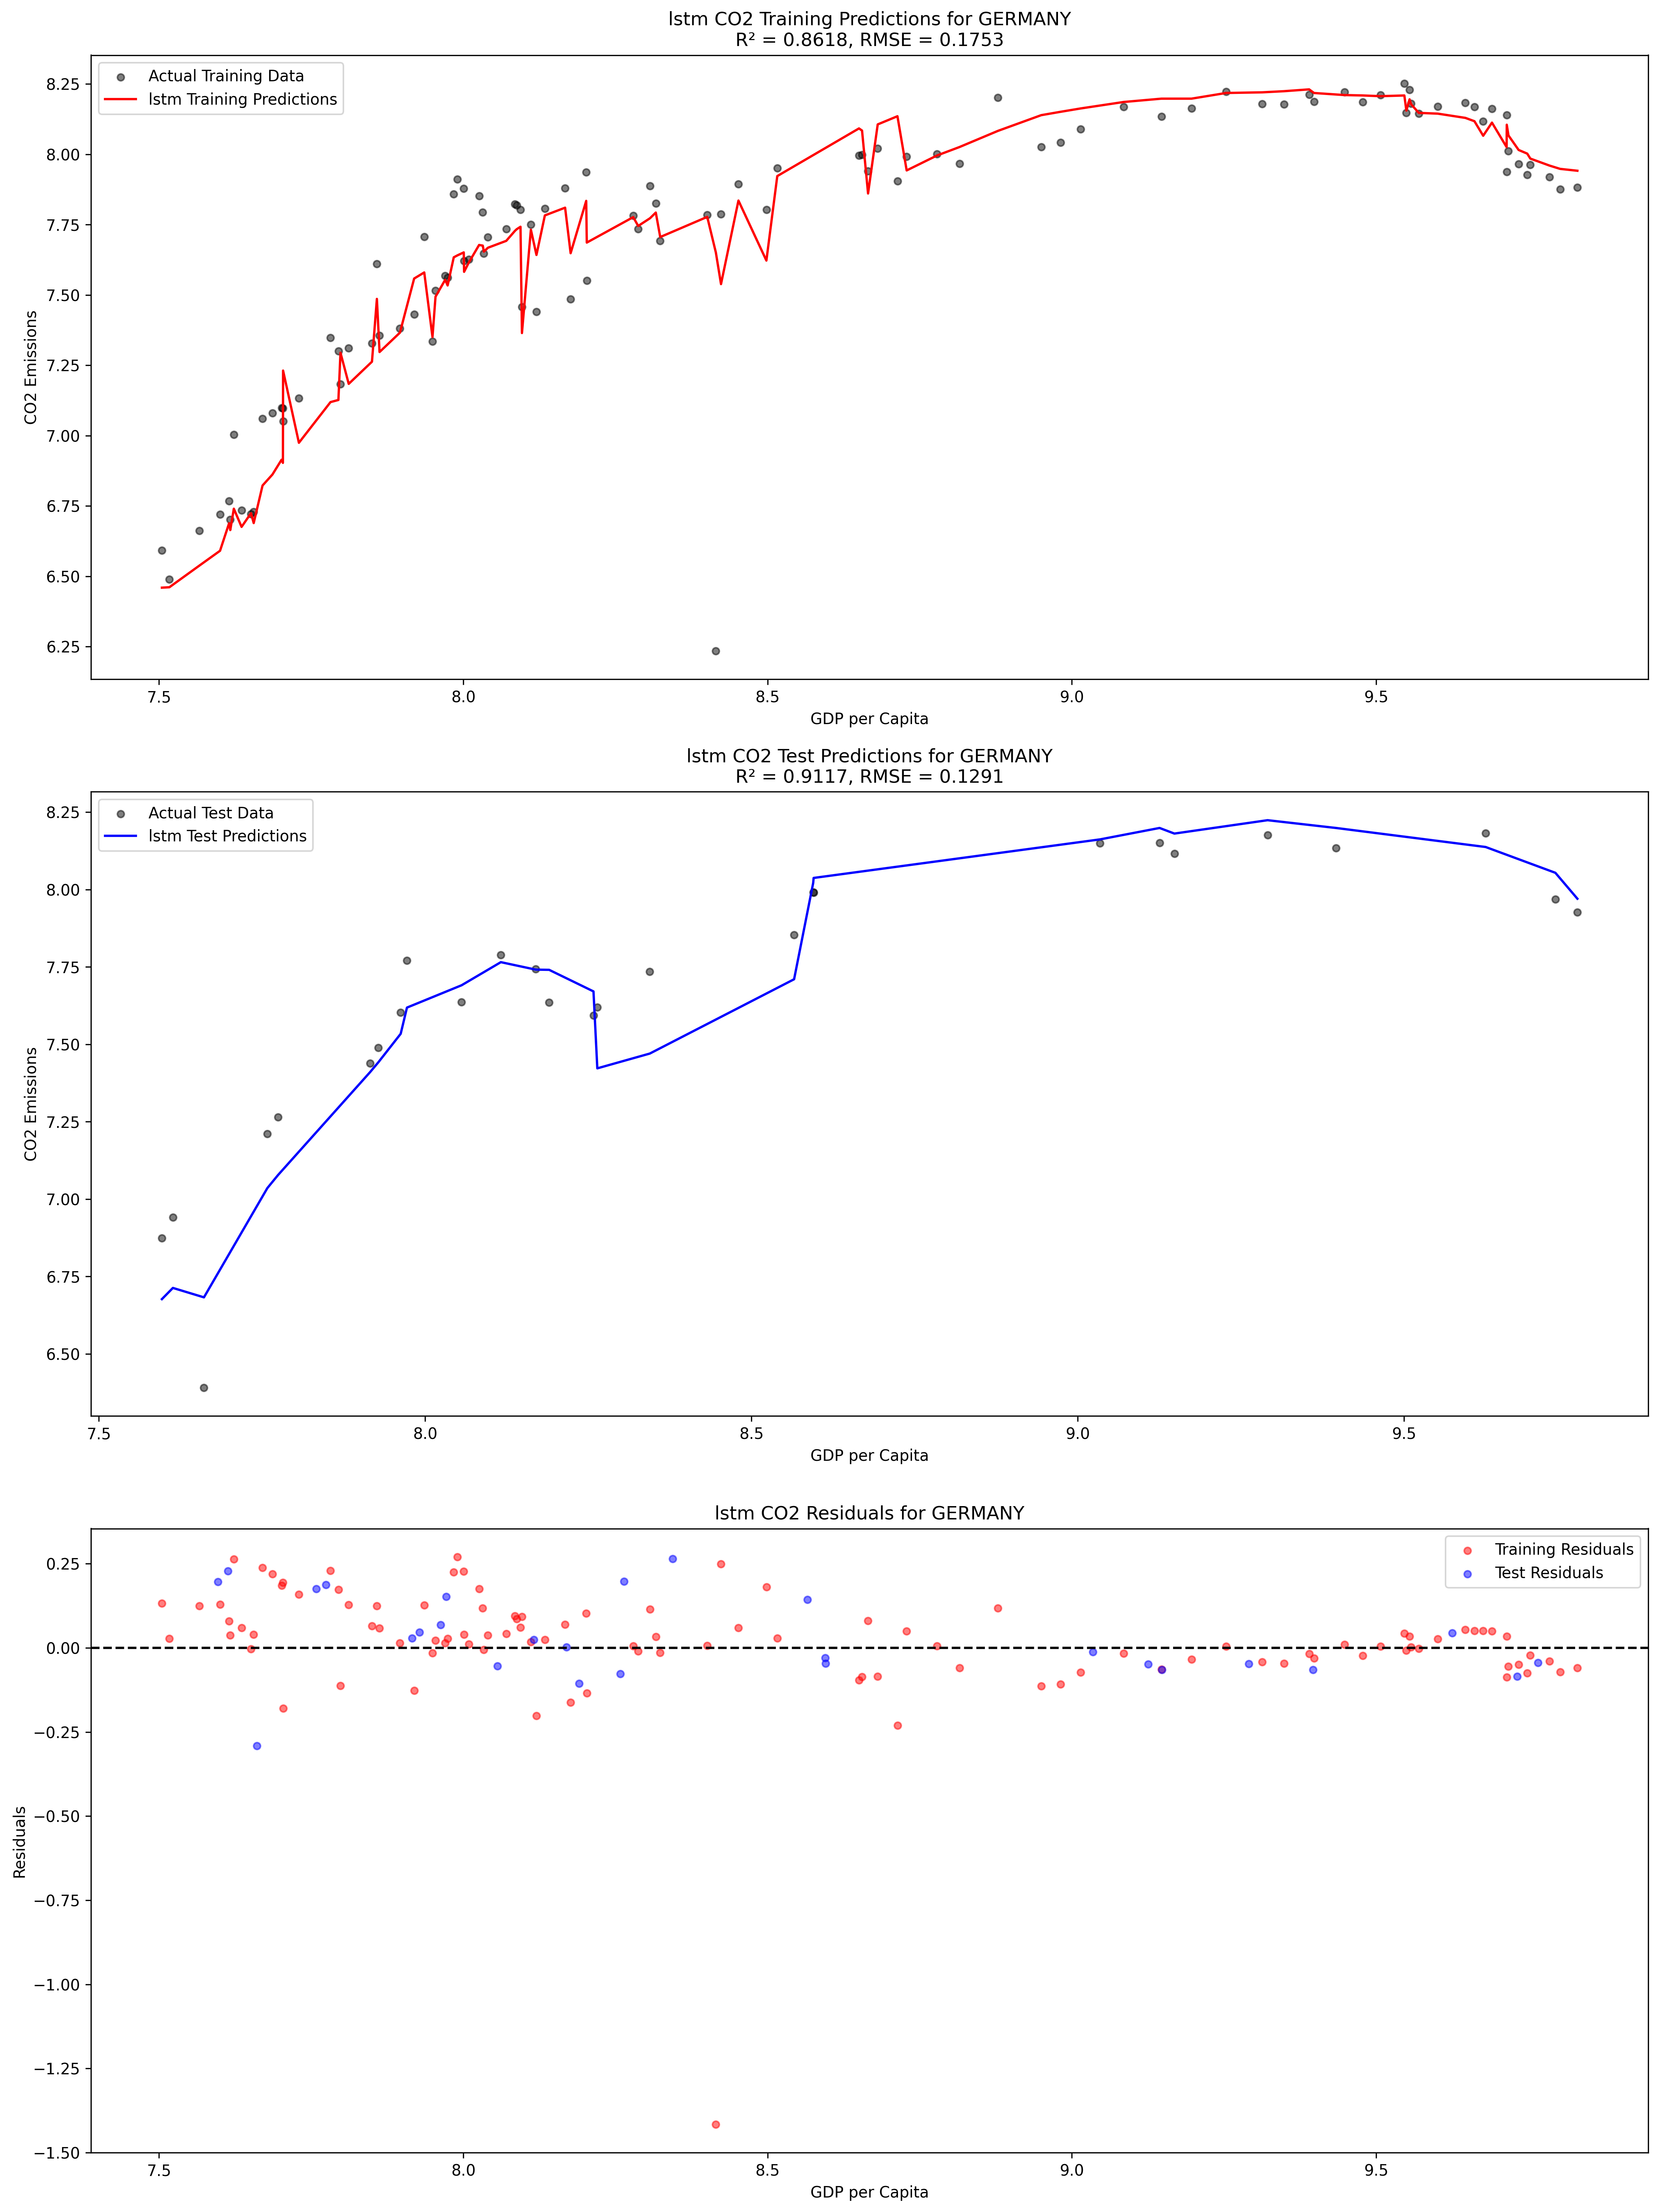 lstm CO2 Training Predictions for GERMANY
R² = 0.8618, RMSE = 0.1753
Actual Training Data
lstm Training Predictions
8.25
8.00
7.75
7.50
7.25
7.00
6.75
6.50
6.25
CO2 Emissions
7.5 8.0 8.5 9.0 9.5
GDP per Capita
lstm CO2 Test Predictions for GERMANY
R² = 0.9117, RMSE = 0.1291
Actual Test Data
lstm Test Predictions
8.25
8.00
7.75
7.50
7.25
7.00
6.75
6.50
CO2 Emissions
7.5 8.0 8.5 9.0 9.5
GDP per Capita
lstm CO2 Residuals for GERMANY
Training Residuals
Test Residuals
0.25
0.00
−0.25
−0.50
−0.75
−1.00
−1.25
−1.50
Residuals
7.5 8.0 8.5 9.0 9.5
GDP per Capita